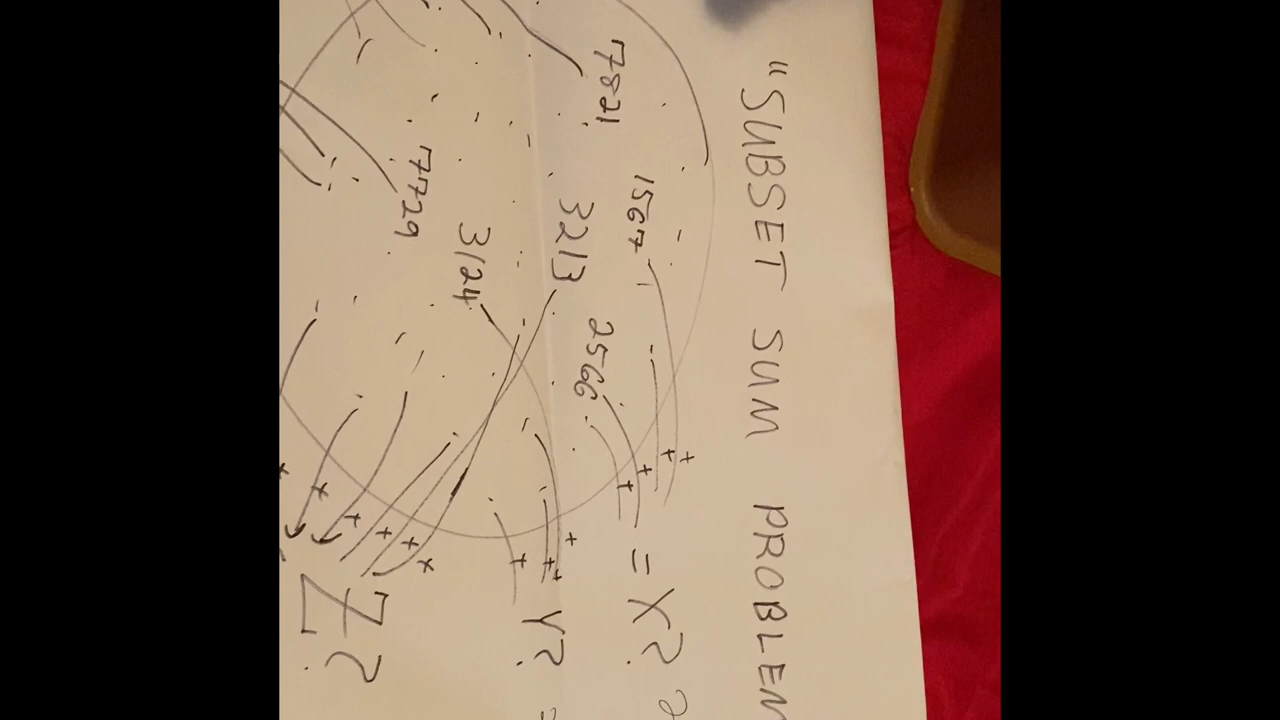 "SUBSET SUM PROBLEM
7821
1567
3213
2566
= X?
7729
3124
Y?
Z?